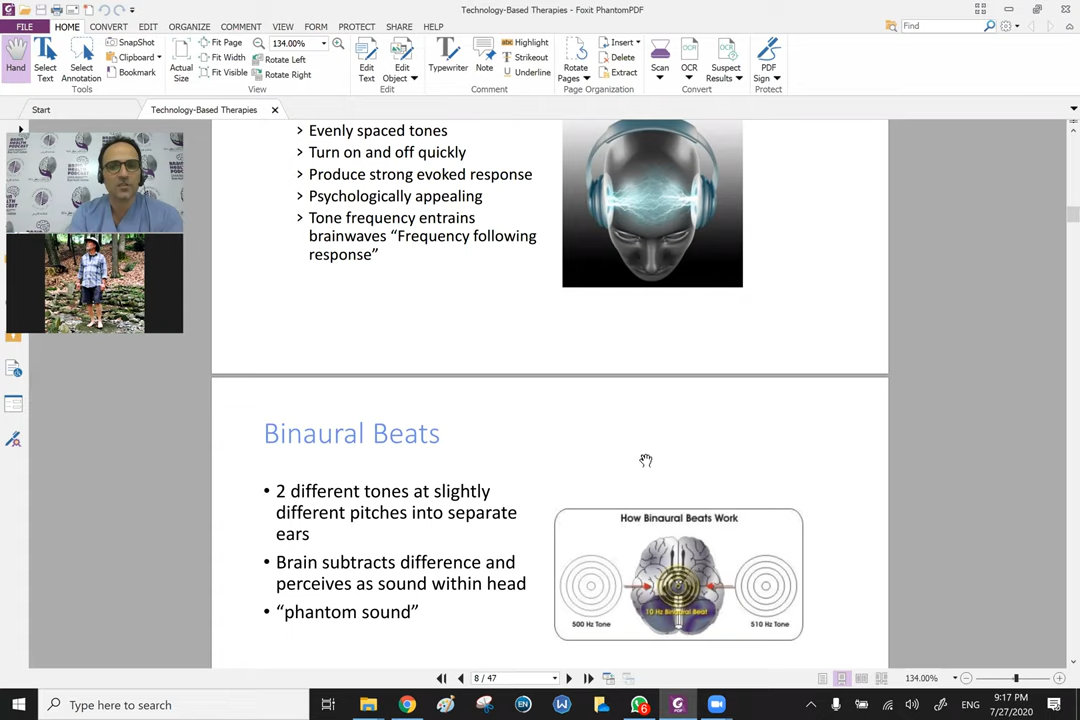 Technology-Based Therapies - Foxit PhantomPDF
FILE HOME CONVERT EDIT ORGANIZE COMMENT VIEW FORM PROTECT SHARE HELP
Find
Hand
Select Text
Select Annotation
SnapShot
Clipboard
Bookmark
Tools
Actual Size
Fit Page
Fit Width
Fit Visible
134.00%
Rotate Left
Rotate Right
View
Edit Text
Edit Object
Edit
Typewriter
Note
Highlight
Strikeout
Underline
Comment
Rotate Pages
Insert
Delete
Extract
Page Organization
Scan
OCR
Suspect Results
Convert
PDF Sign
Protect
Start
Technology-Based Therapies
> Evenly spaced tones
> Turn on and off quickly
> Produce strong evoked response
> Psychologically appealing
> Tone frequency entrains
brainwaves “Frequency following
response”
Binaural Beats
• 2 different tones at slightly
different pitches into separate
ears
• Brain subtracts difference and
perceives as sound within head
• “phantom sound”
How Binaural Beats Work
10 Hz Binaural Beat
500 Hz Tone
510 Hz Tone
8 / 47
134.00%
Type here to search
6
ENG
9:17 PM
7/27/2020